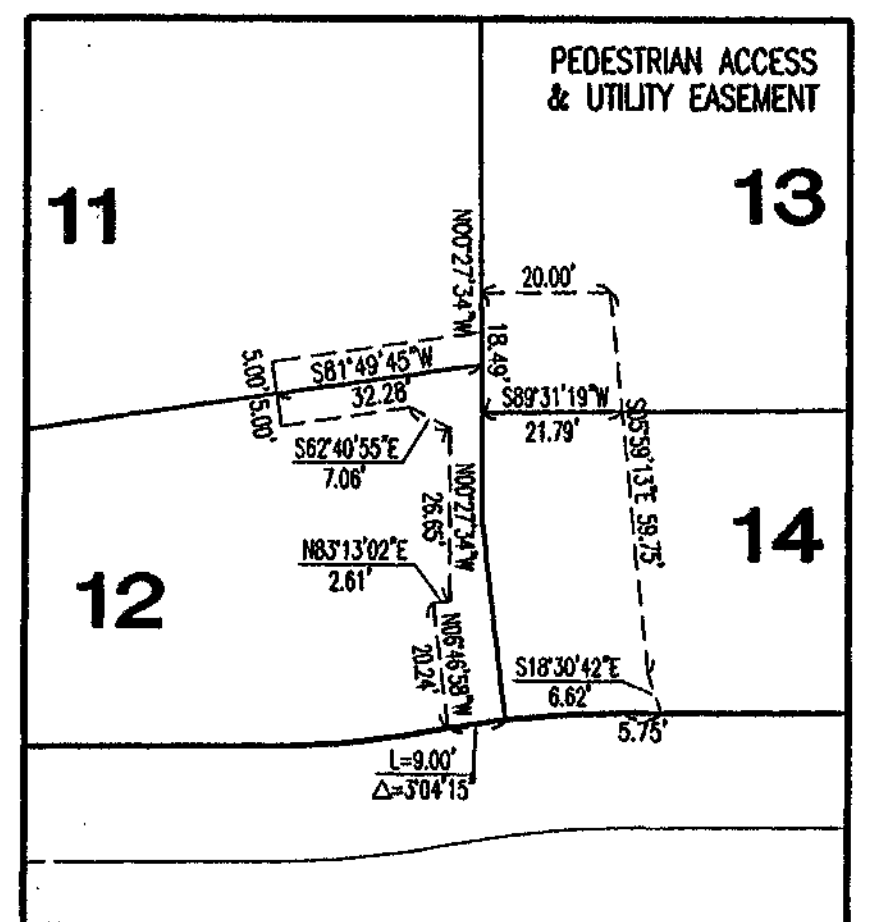 PEDESTRIAN ACCESS
& UTILITY EASEMENT
11
13
N00°27'34"W
20.00'
18.49'
S81°49'45"W
32.28'
5.00'
5.00'
S89°31'19"W
21.79'
S62°40'55"E
7.06'
S05°59'13"E 59.75'
N00°27'34"W
26.65'
14
N83°13'02"E
2.61'
12
N06°46'58"W
20.24'
S18°30'42"E
6.62'
5.75'
L=9.00'
Δ=3°04'15"